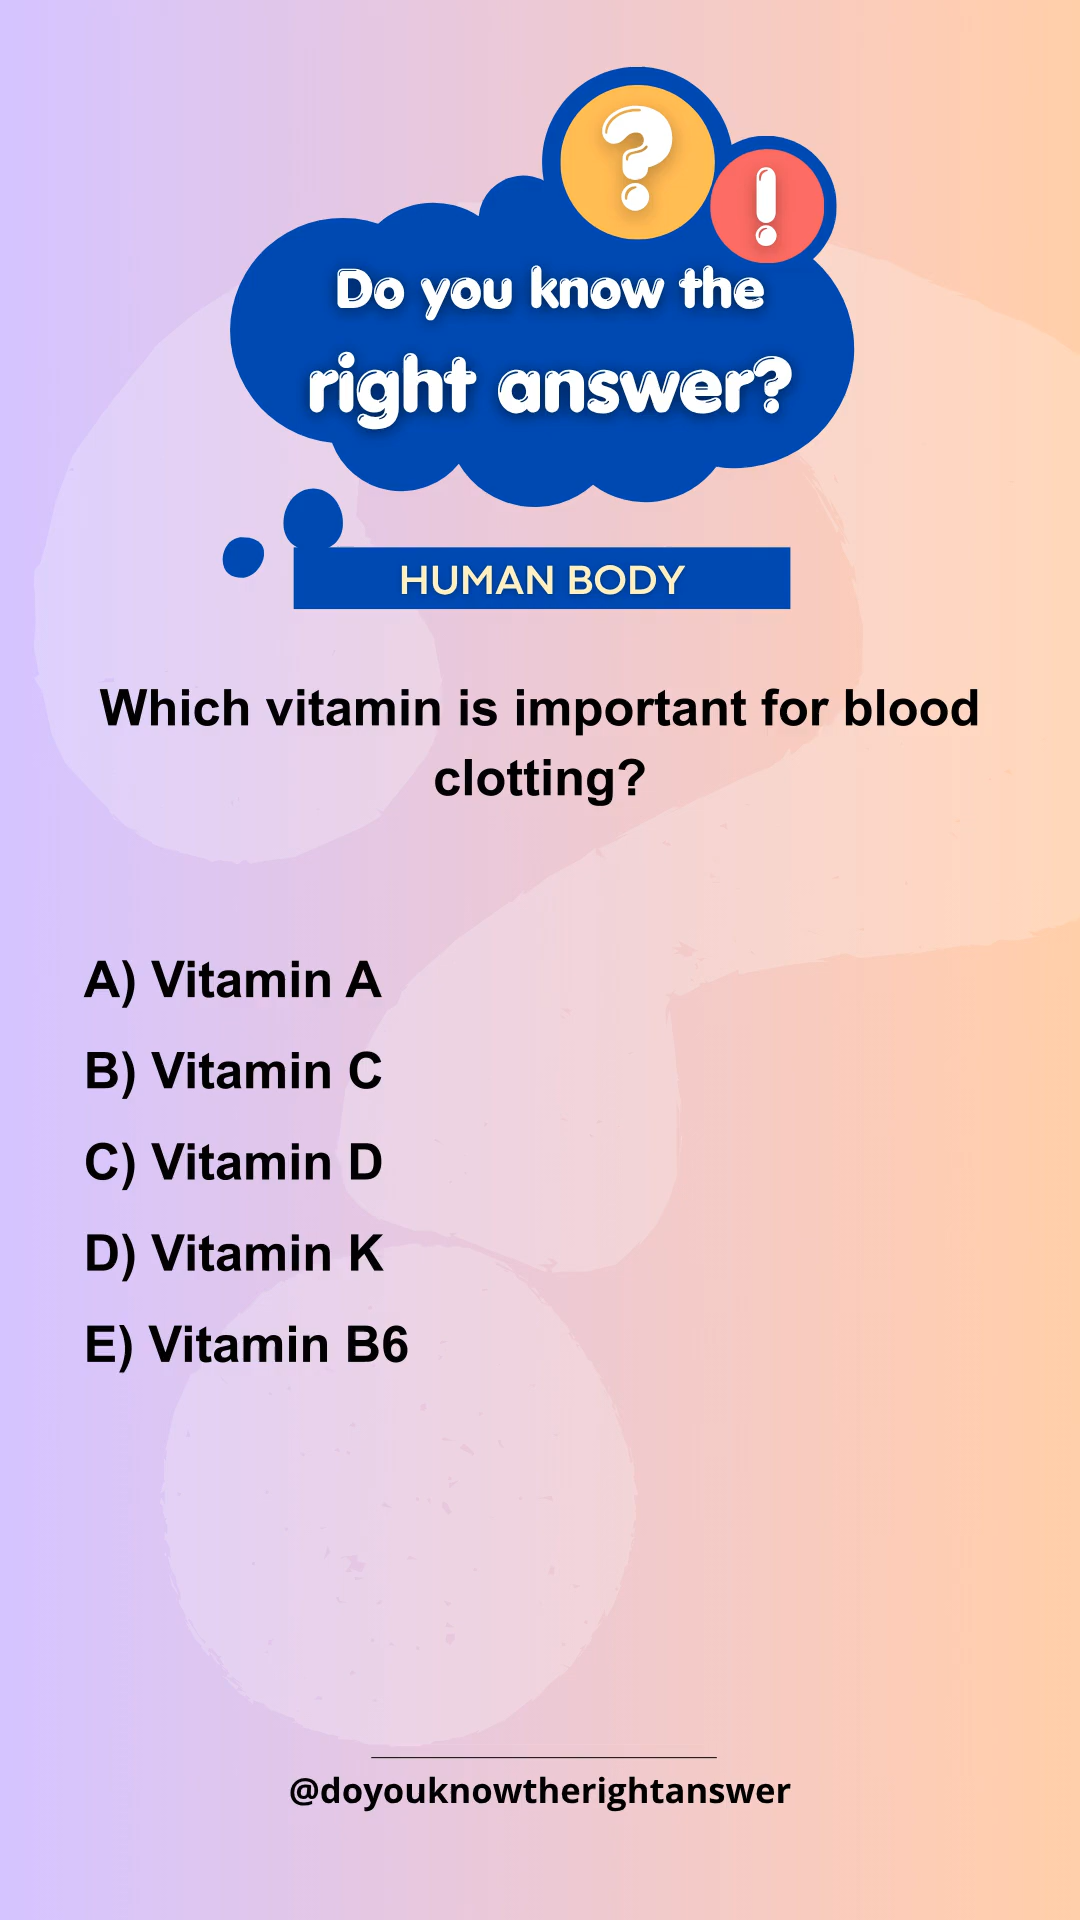 ?
!
Do you know the
right answer?
HUMAN BODY
Which vitamin is important for blood
clotting?
A) Vitamin A
B) Vitamin C
C) Vitamin D
D) Vitamin K
E) Vitamin B6
@doyouknowtherightanswer